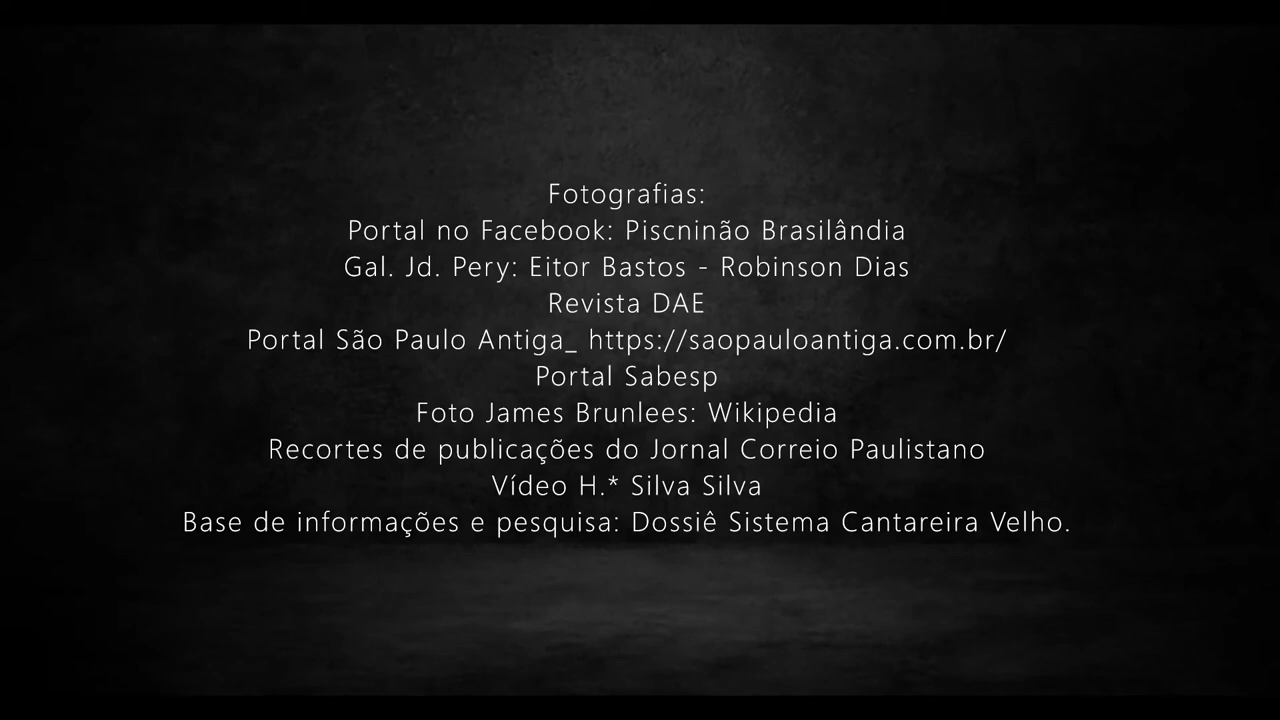 Fotografias:
Portal no Facebook: Piscninão Brasilândia
Gal. Jd. Pery: Eitor Bastos - Robinson Dias
Revista DAE
Portal São Paulo Antiga_ https://saopauloantiga.com.br/
Portal Sabesp
Foto James Brunlees: Wikipedia
Recortes de publicações do Jornal Correio Paulistano
Vídeo H.* Silva Silva
Base de informações e pesquisa: Dossiê Sistema Cantareira Velho.